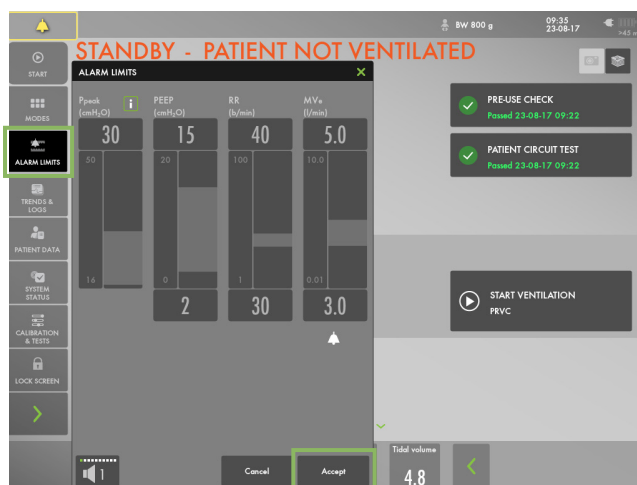 BW 800 g
09:35
23-08-17
>45 m
STANDBY - PATIENT NOT VENTILATED
START
MODES
ALARM LIMITS
TRENDS &
LOGS
PATIENT DATA
SYSTEM
STATUS
CALIBRATION
& TESTS
LOCK SCREEN
ALARM LIMITS
Ppeak
(cmH₂O)
i
PEEP
(cmH₂O)
RR
(b/min)
MVe
(l/min)
30
15
40
5.0
50
20
100
10.0
16
0
1
0.01
2
30
3.0
1
Cancel
Accept
PRE-USE CHECK
Passed 23-08-17 09:22
PATIENT CIRCUIT TEST
Passed 23-08-17 09:22
START VENTILATION
PRVC
Tidal volume
4.8